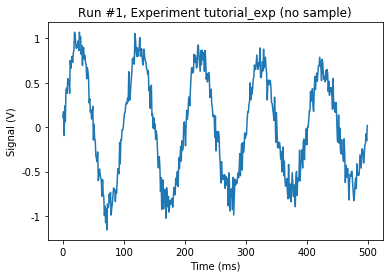 Run #1, Experiment tutorial_exp (no sample)
1
0.5
0
-0.5
-1
Signal (V)
0 100 200 300 400 500
Time (ms)